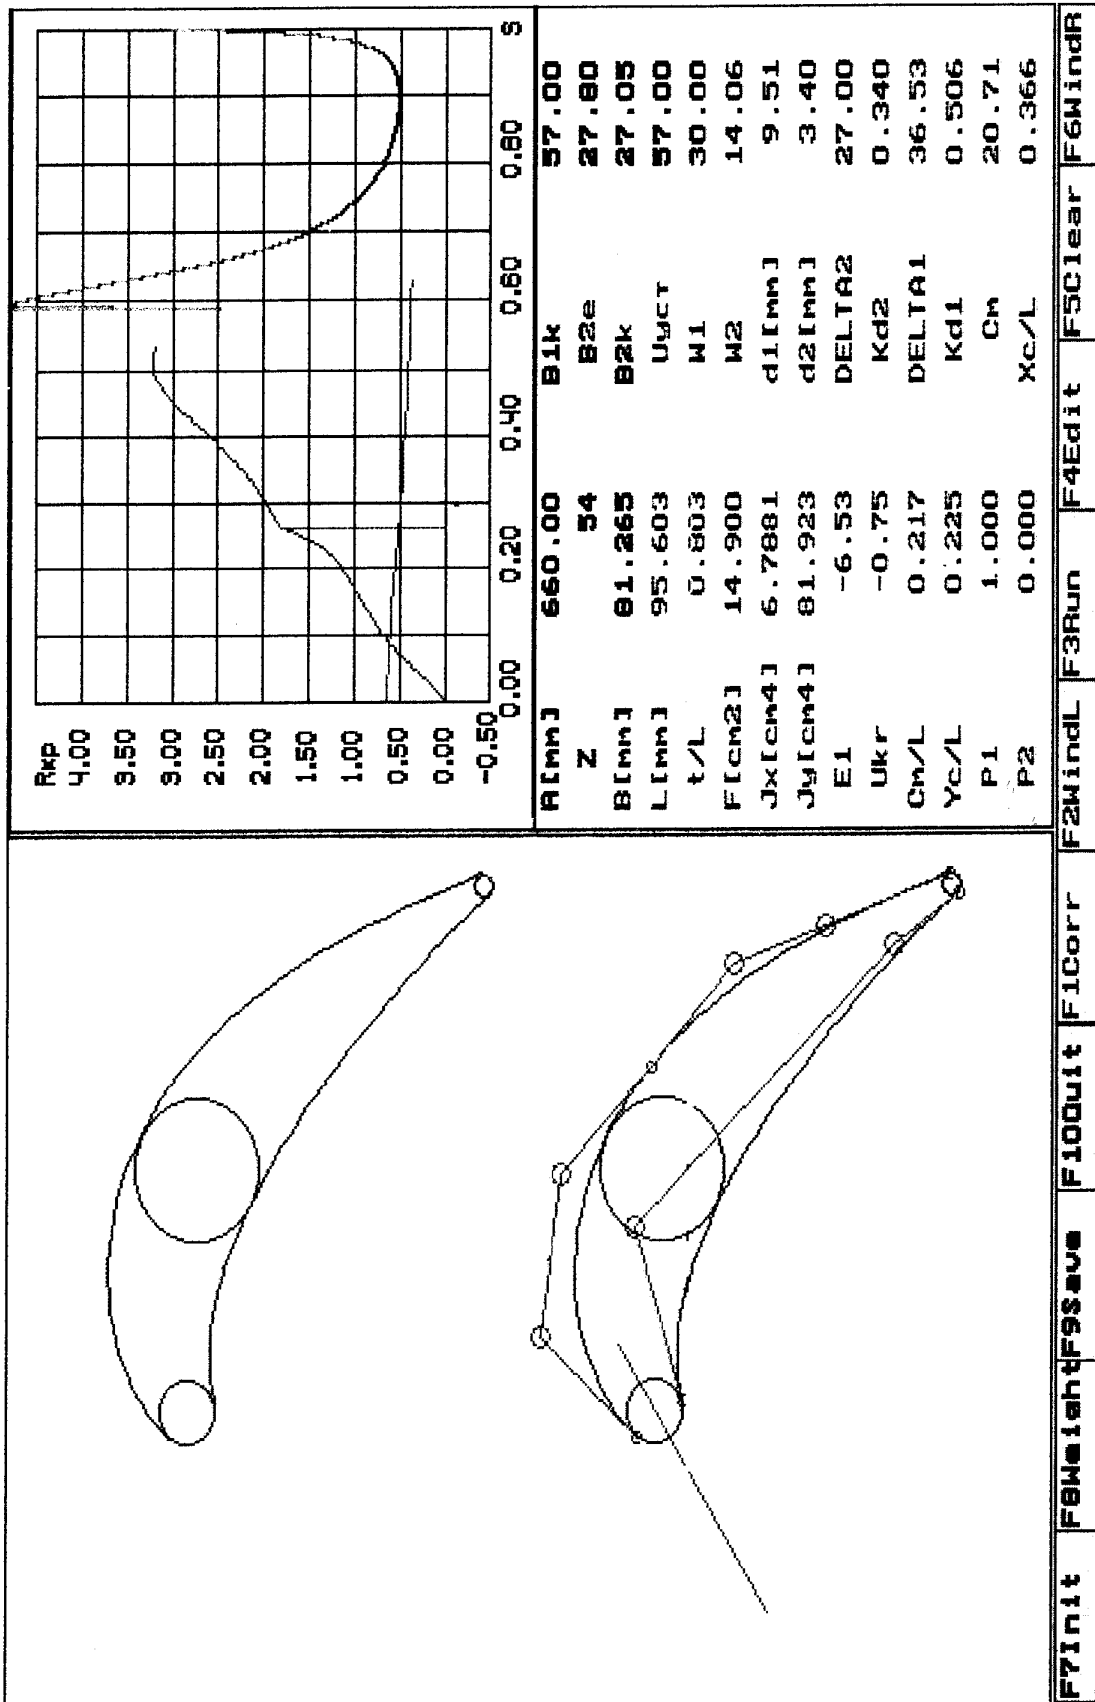 Rкр
4.00
3.50
3.00
2.50
2.00
1.50
1.00
0.50
0.00
-0.50
0.00 0.20 0.40 0.60 0.80 S
A[mm] 660.00 B1k 57.00
Z 54 B2e 27.80
B[mm] 81.265 B2k 27.05
L[mm] 95.603 Uуст 57.00
t/L 0.803 W1 30.00
F[cm2] 14.900 W2 14.06
Jx[cm4] 6.7881 d1[mm] 9.51
Jy[cm4] 81.923 d2[mm] 3.40
E1 -6.53 DELTA2 27.00
Ukr -0.75 Kd2 0.340
Cm/L 0.217 DELTA1 36.53
Yc/L 0.225 Kd1 0.506
P1 1.000 Cm 20.71
P2 0.000 Xc/L 0.366
F7Init F8Weight F9Save F10Quit F1Corr F2WindL F3Run F4Edit F5Clear F6WindR